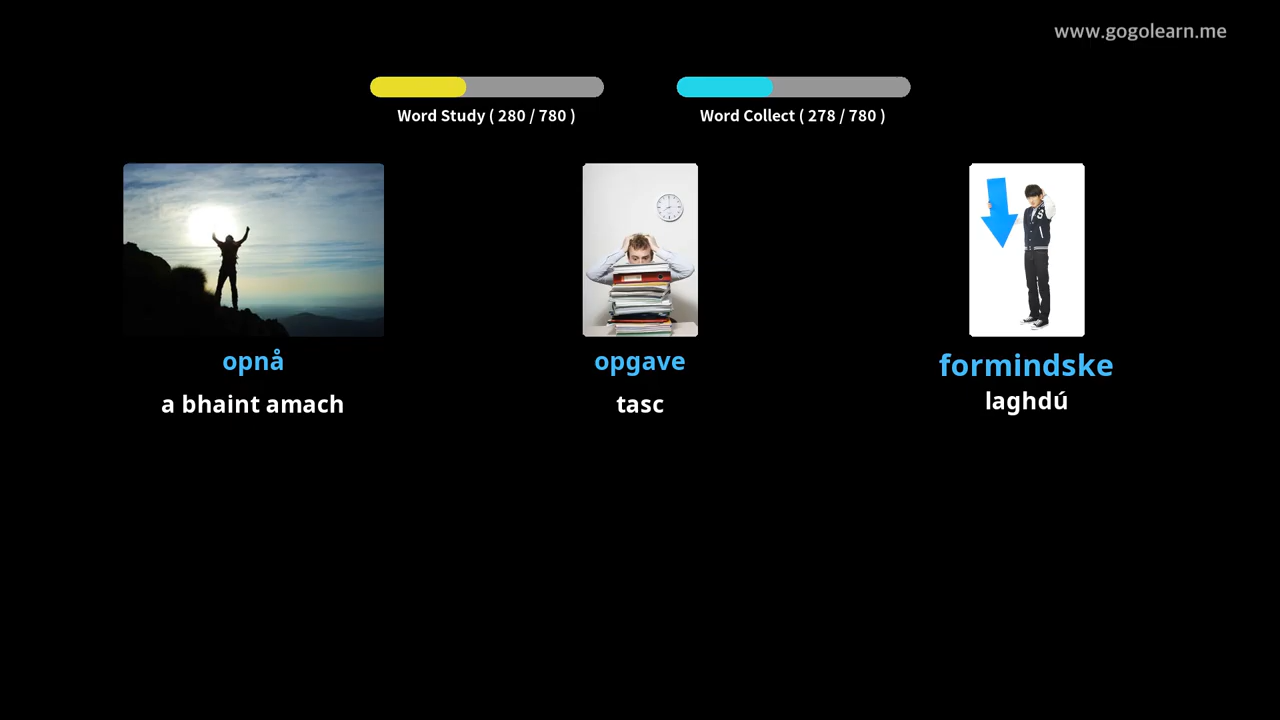 www.gogolearn.me
Word Study ( 280 / 780 )
Word Collect ( 278 / 780 )
opnå
opgave
formindske
a bhaint amach
tasc
laghdú